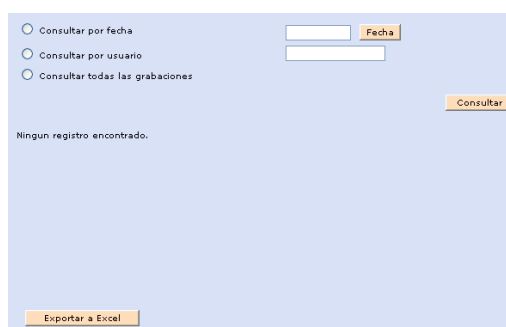 Consultar por fecha Fecha
Consultar por usuario
Consultar todas las grabaciones
Consultar
Ningun registro encontrado.
Exportar a Excel